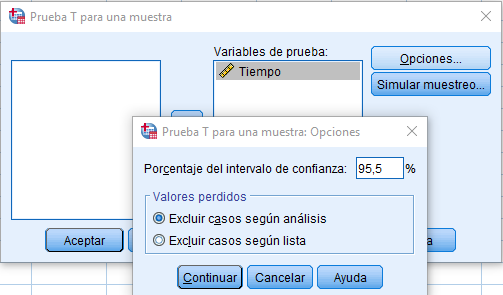 Prueba T para una muestra
Variables de prueba:
Tiempo
Opciones...
Simular muestreo...
Prueba T para una muestra: Opciones
Porcentaje del intervalo de confianza: 95,5 %
Valores perdidos
Excluir casos según análisis
Excluir casos según lista
Continuar Cancelar Ayuda
Aceptar